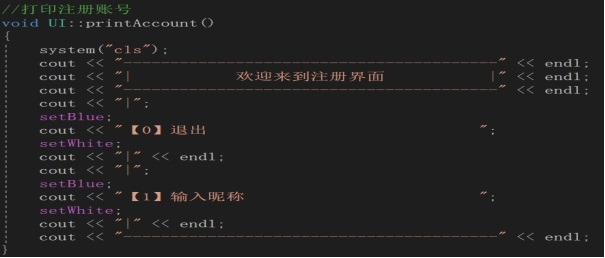 //打印注册账号
void UI::printAccount()
{
    system("cls");
    cout << "----------------------------------------" << endl;
    cout << "|           欢迎来到注册界面           |" << endl;
    cout << "----------------------------------------" << endl;
    cout << "|";
    setBlue;
    cout << "【0】退出                             ";
    setWhite;
    cout << "|" << endl;
    cout << "|";
    setBlue;
    cout << "【1】输入昵称                         ";
    setWhite;
    cout << "|" << endl;
    cout << "----------------------------------------" << endl;
}